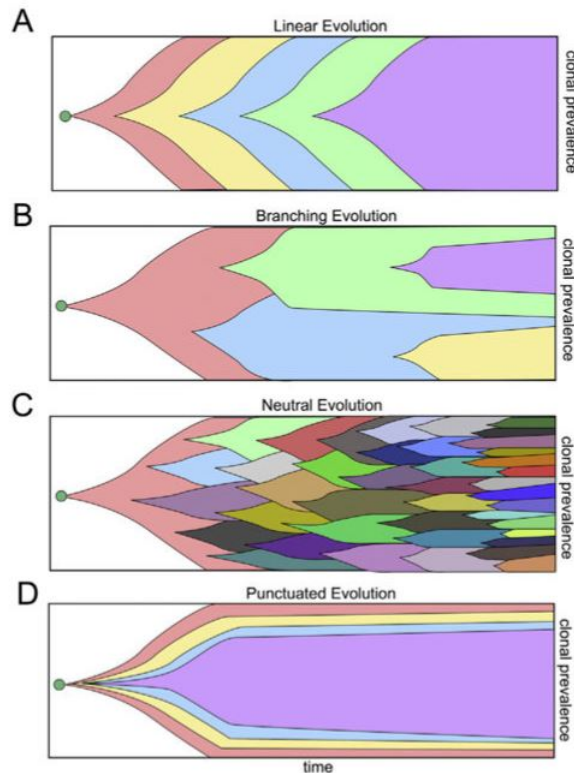 A
Linear Evolution
clonal prevalence
B
Branching Evolution
clonal prevalence
C
Neutral Evolution
clonal prevalence
D
Punctuated Evolution
clonal prevalence
time